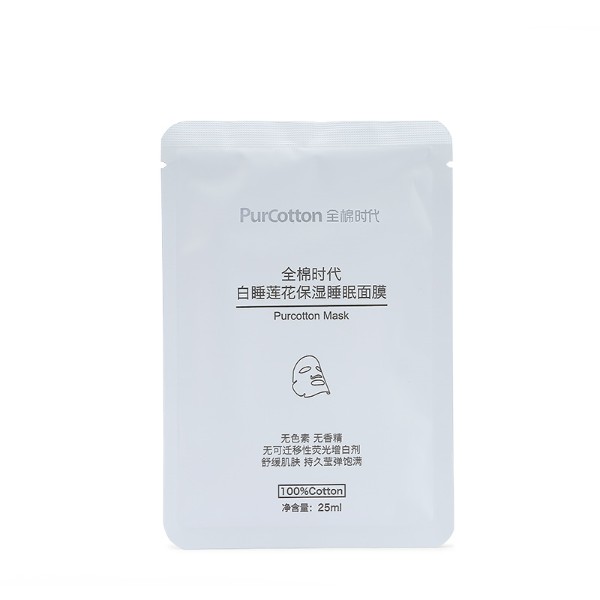 PurCotton 全棉时代
全棉时代
白睡莲花保湿睡眠面膜
Purcotton Mask
无色素 无香精
无可迁移性荧光增白剂
舒缓肌肤 持久莹弹饱满
100%Cotton
净含量: 25ml